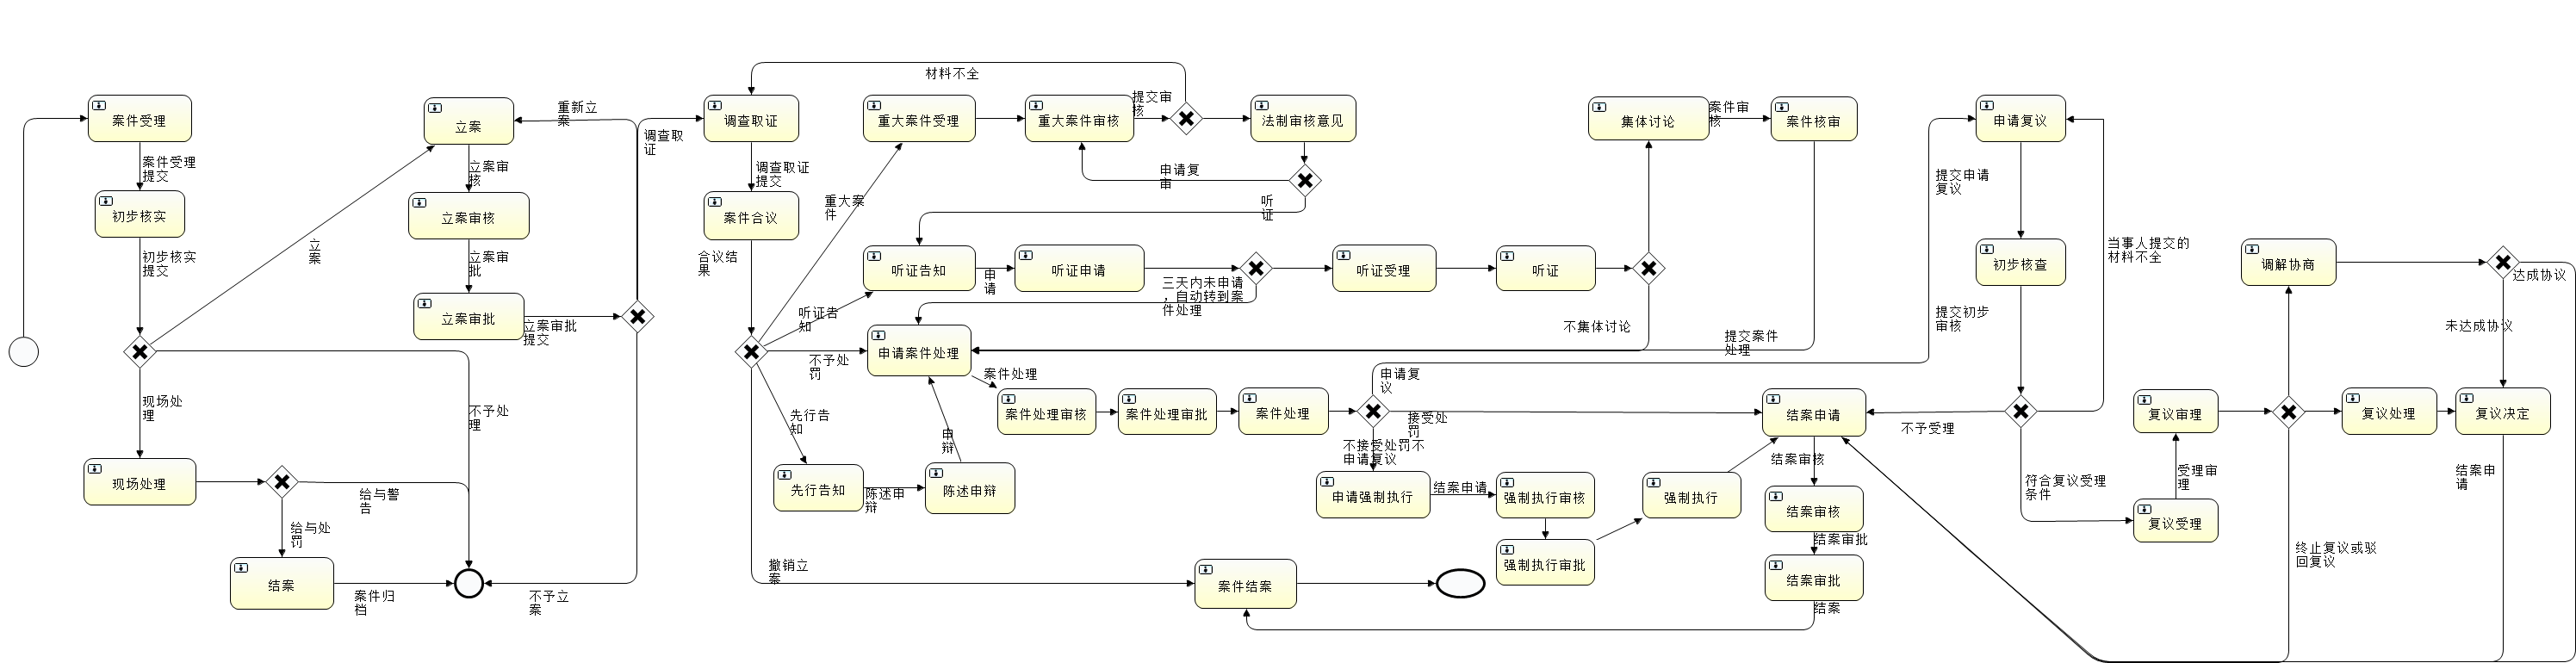 案件受理
案件受理
提交
初步核实
初步核实
提交
立
案
现场处
理
现场处理
给与警
告
给与处
罚
结案
案件归
档
不予处
理
立案
立案审
核
立案审核
立案审
批
立案审批
立案审批
提交
重新立
案
不予立
案
调查取
证
调查取证
调查取证
提交
案件合议
合议结
果
材料不全
重大案
件
重大案件受理
重大案件审核
提交审
核
法制审核意见
申请复
审
听
证
听证告
知
听证告知
申
请
听证申请
三天内未申请
，自动转到案
件处理
听证受理
听证
集体讨论
案件审
核
案件核审
不集体讨论
提交案件
处理
不予处
罚
申请案件处理
案件处理
案件处理审核
案件处理审批
案件处理
申请复
议
接受处
罚
不接受处罚不
申请复议
先行告
知
先行告知
陈述申
辩
陈述申辩
申
辩
申请强制执行
结案申请
强制执行审核
强制执行审批
强制执行
结案申请
结案审核
结案审核
结案审批
结案审批
结案
撤销立
案
案件结案
申请复议
提交申请
复议
初步核查
提交初步
审核
当事人提交的
材料不全
不予受理
符合复议受理
条件
复议受理
受理审
理
复议审理
终止复议或驳
回复议
调解协商
达成协议
未达成协议
复议处理
复议决定
结案申
请